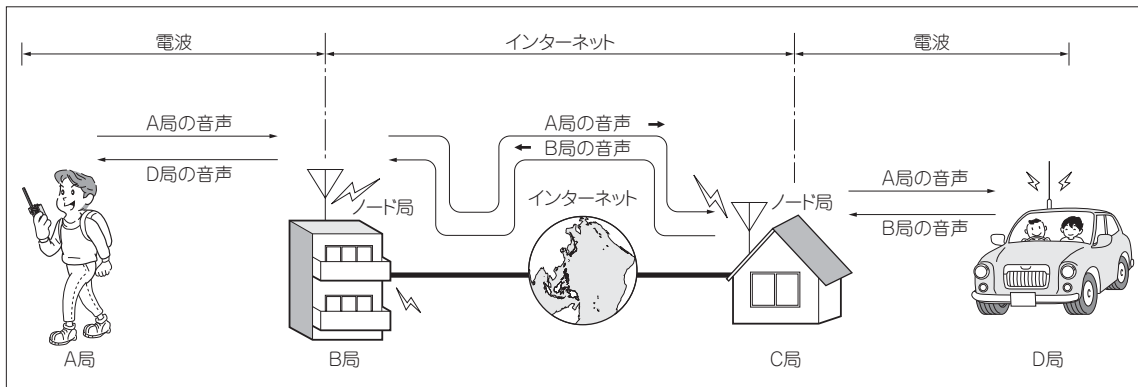 電波
インターネット
電波
A局の音声
D局の音声
A局の音声
B局の音声
ノード局
インターネット
ノード局
A局の音声
B局の音声
A局
B局
C局
D局